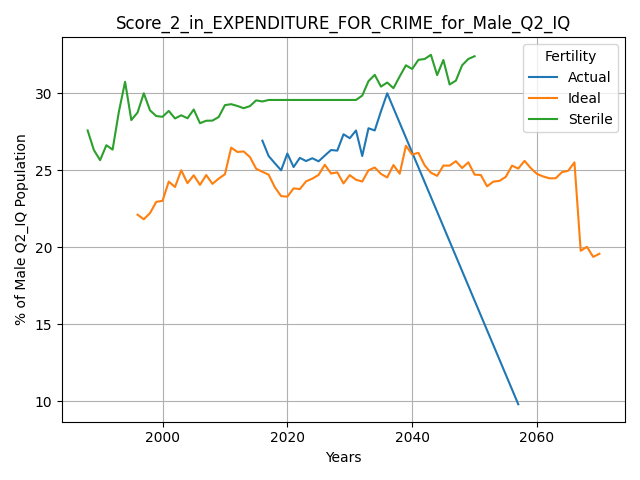 Score_2_in_EXPENDITURE_FOR_CRIME_for_Male_Q2_IQ
Fertility
Actual
Ideal
Sterile
% of Male Q2_IQ Population
30
25
20
15
10
2000 2020 2040 2060
Years